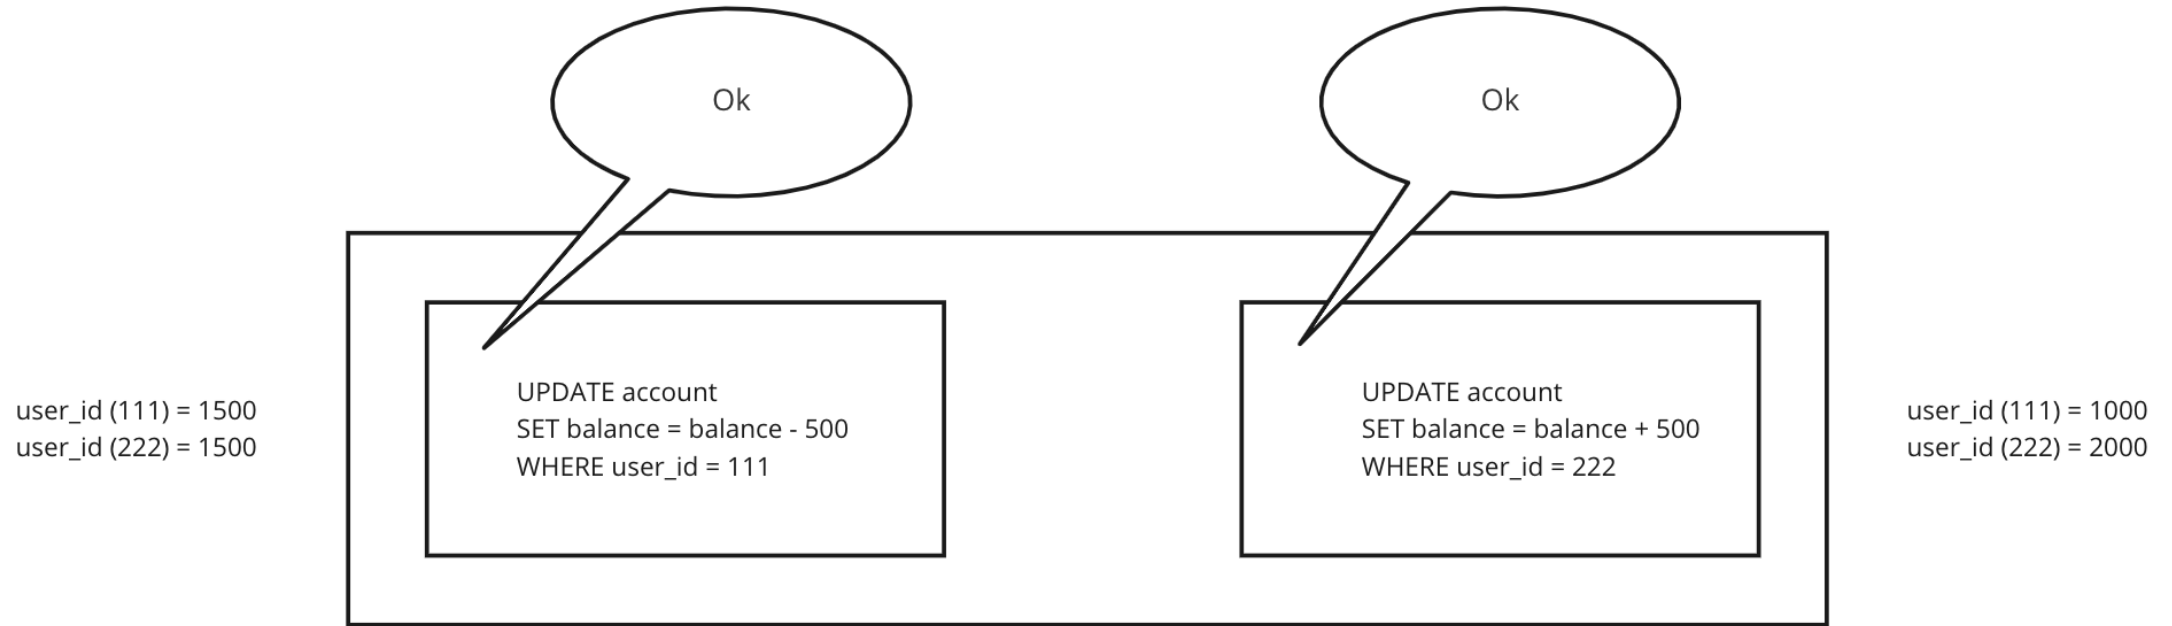 Ok
Ok
user_id (111) = 1500
user_id (222) = 1500
UPDATE account
SET balance = balance - 500
WHERE user_id = 111
UPDATE account
SET balance = balance + 500
WHERE user_id = 222
user_id (111) = 1000
user_id (222) = 2000